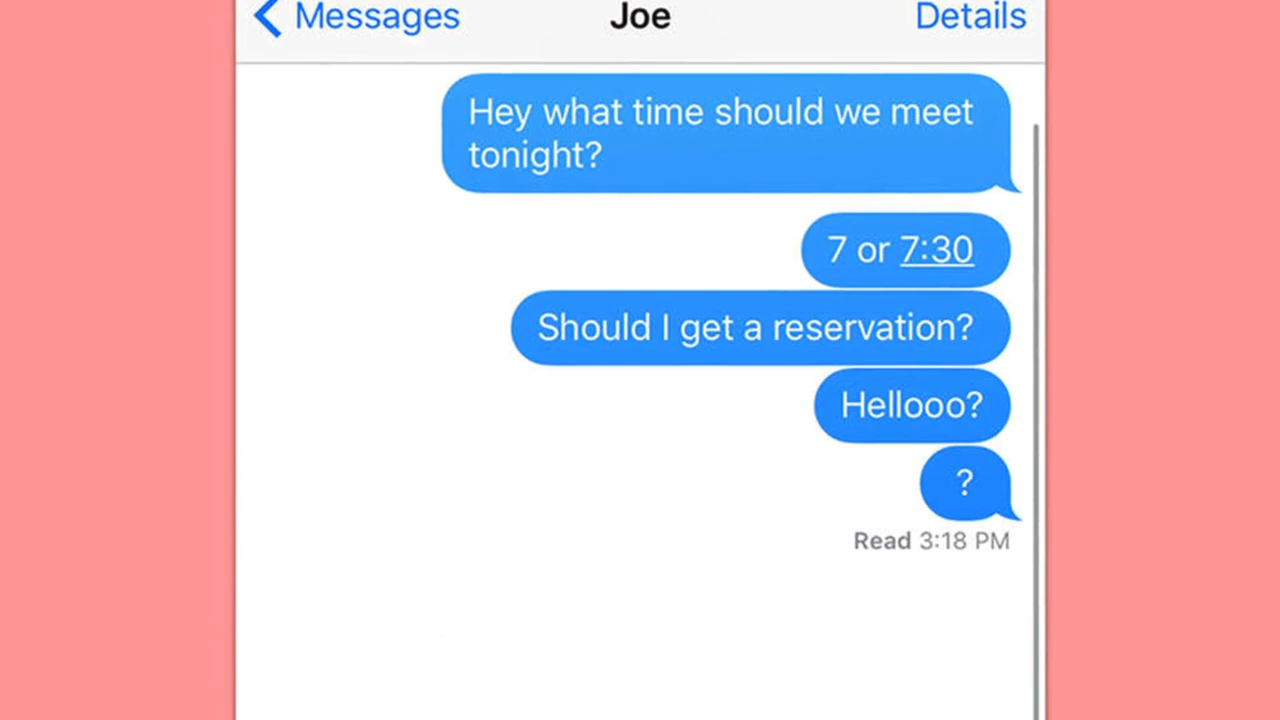 Messages Joe Details
Hey what time should we meet
tonight?
7 or 7:30
Should I get a reservation?
Hellooo?
?
Read 3:18 PM